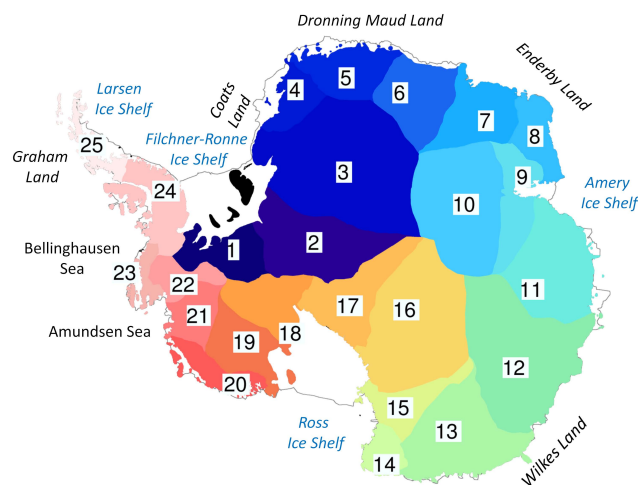 Dronning Maud Land
Enderby Land
Coats
Land
Larsen
Ice Shelf
Filchner-Ronne
Ice Shelf
Graham
Land
Amery
Ice Shelf
Bellinghausen
Sea
Amundsen Sea
Ross
Ice Shelf
Wilkes Land
1
2
3
4
5
6
7
8
9
10
11
12
13
14
15
16
17
18
19
20
21
22
23
24
25